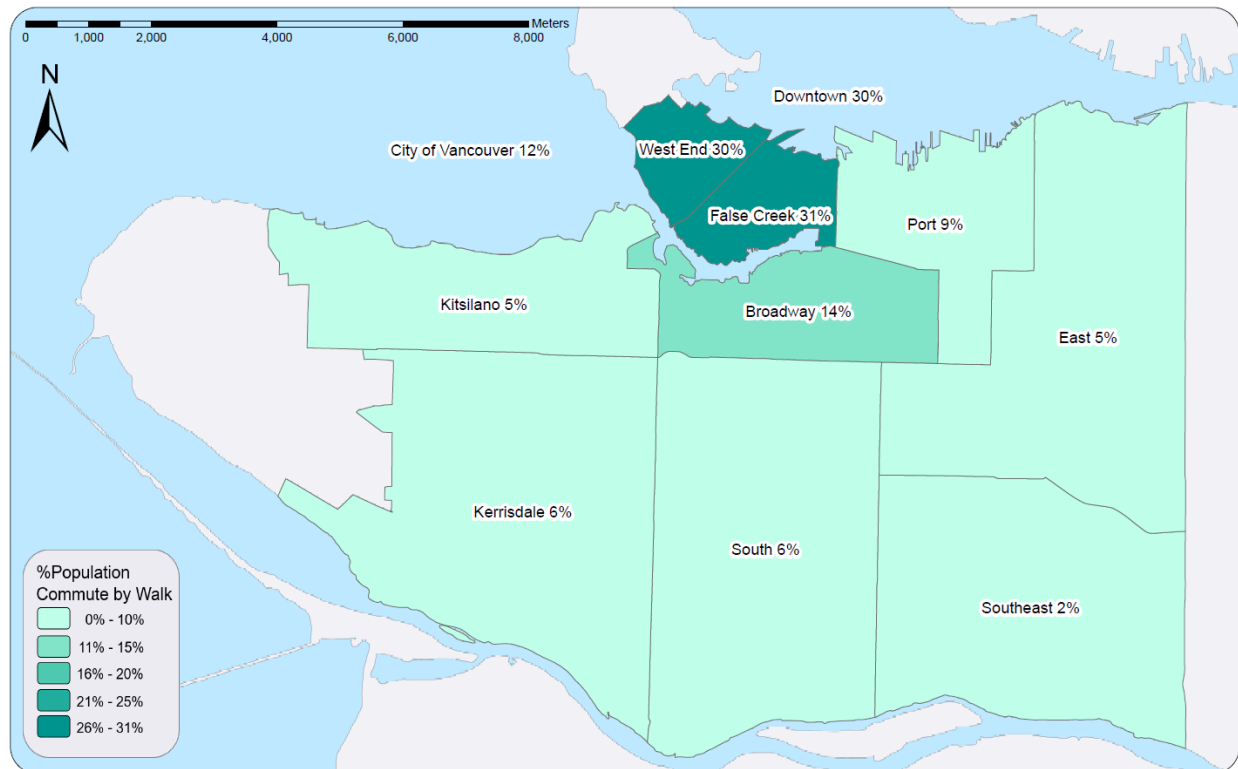 Meters
0 1,000 2,000 4,000 6,000 8,000
N
Downtown 30%
City of Vancouver 12%
West End 30%
False Creek 31%
Port 9%
Kitsilano 5%
Broadway 14%
East 5%
Kerrisdale 6%
South 6%
Southeast 2%
%Population
Commute by Walk
0% - 10%
11% - 15%
16% - 20%
21% - 25%
26% - 31%